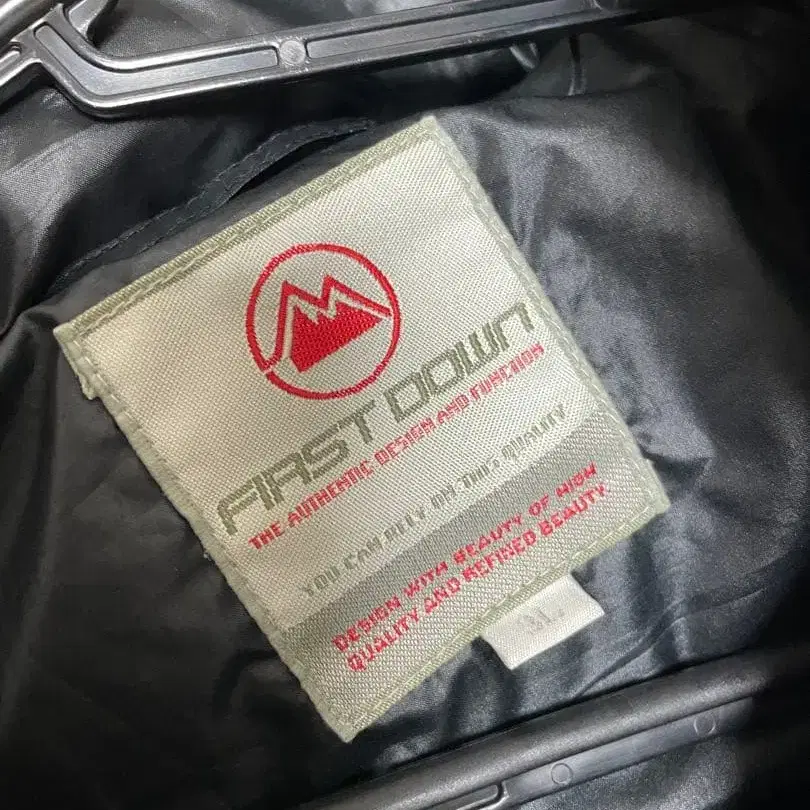 FIRST DOWN
THE AUTHENTIC DESIGN AND FUNCTION
YOU CAN RELY ON THIS QUALITY
DESIGN WITH BEAUTY OF HIGH
QUALITY AND REFINED BEAUTY